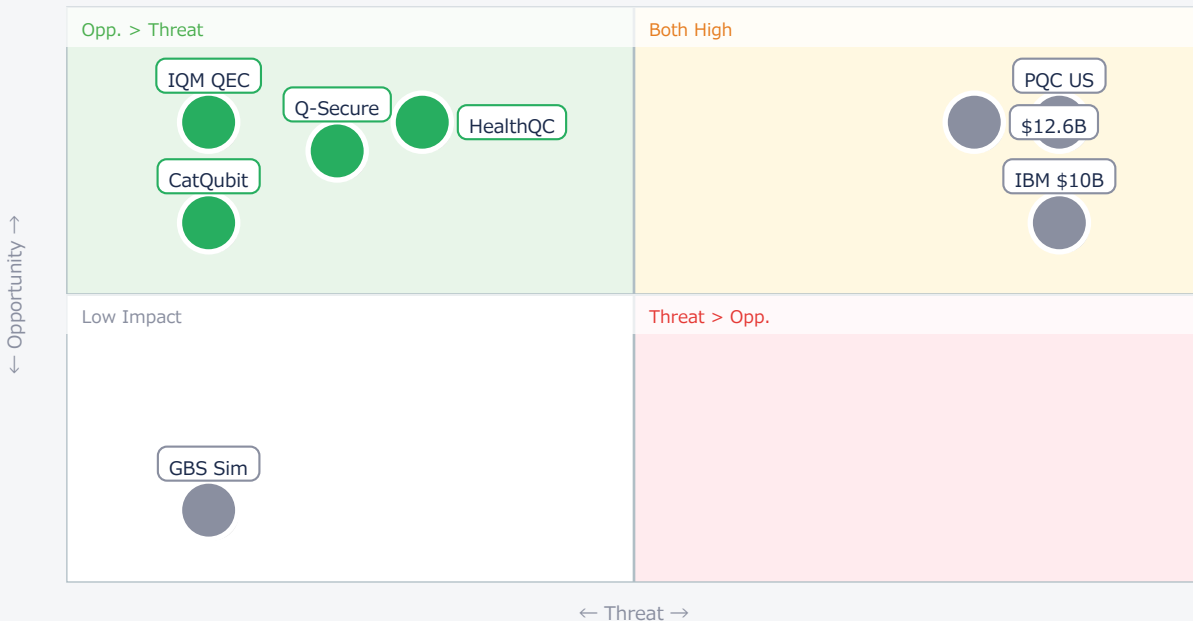 Opp. > Threat
Both High
IQM QEC
Q-Secure
HealthQC
CatQubit
PQC US
$12.6B
IBM $10B
← Opportunity →
Low Impact
Threat > Opp.
GBS Sim
← Threat →